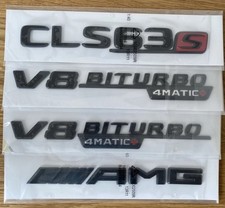 CLS63S
V8 BITURBO
4MATIC+
V8 BITURBO
4MATIC+
AMG